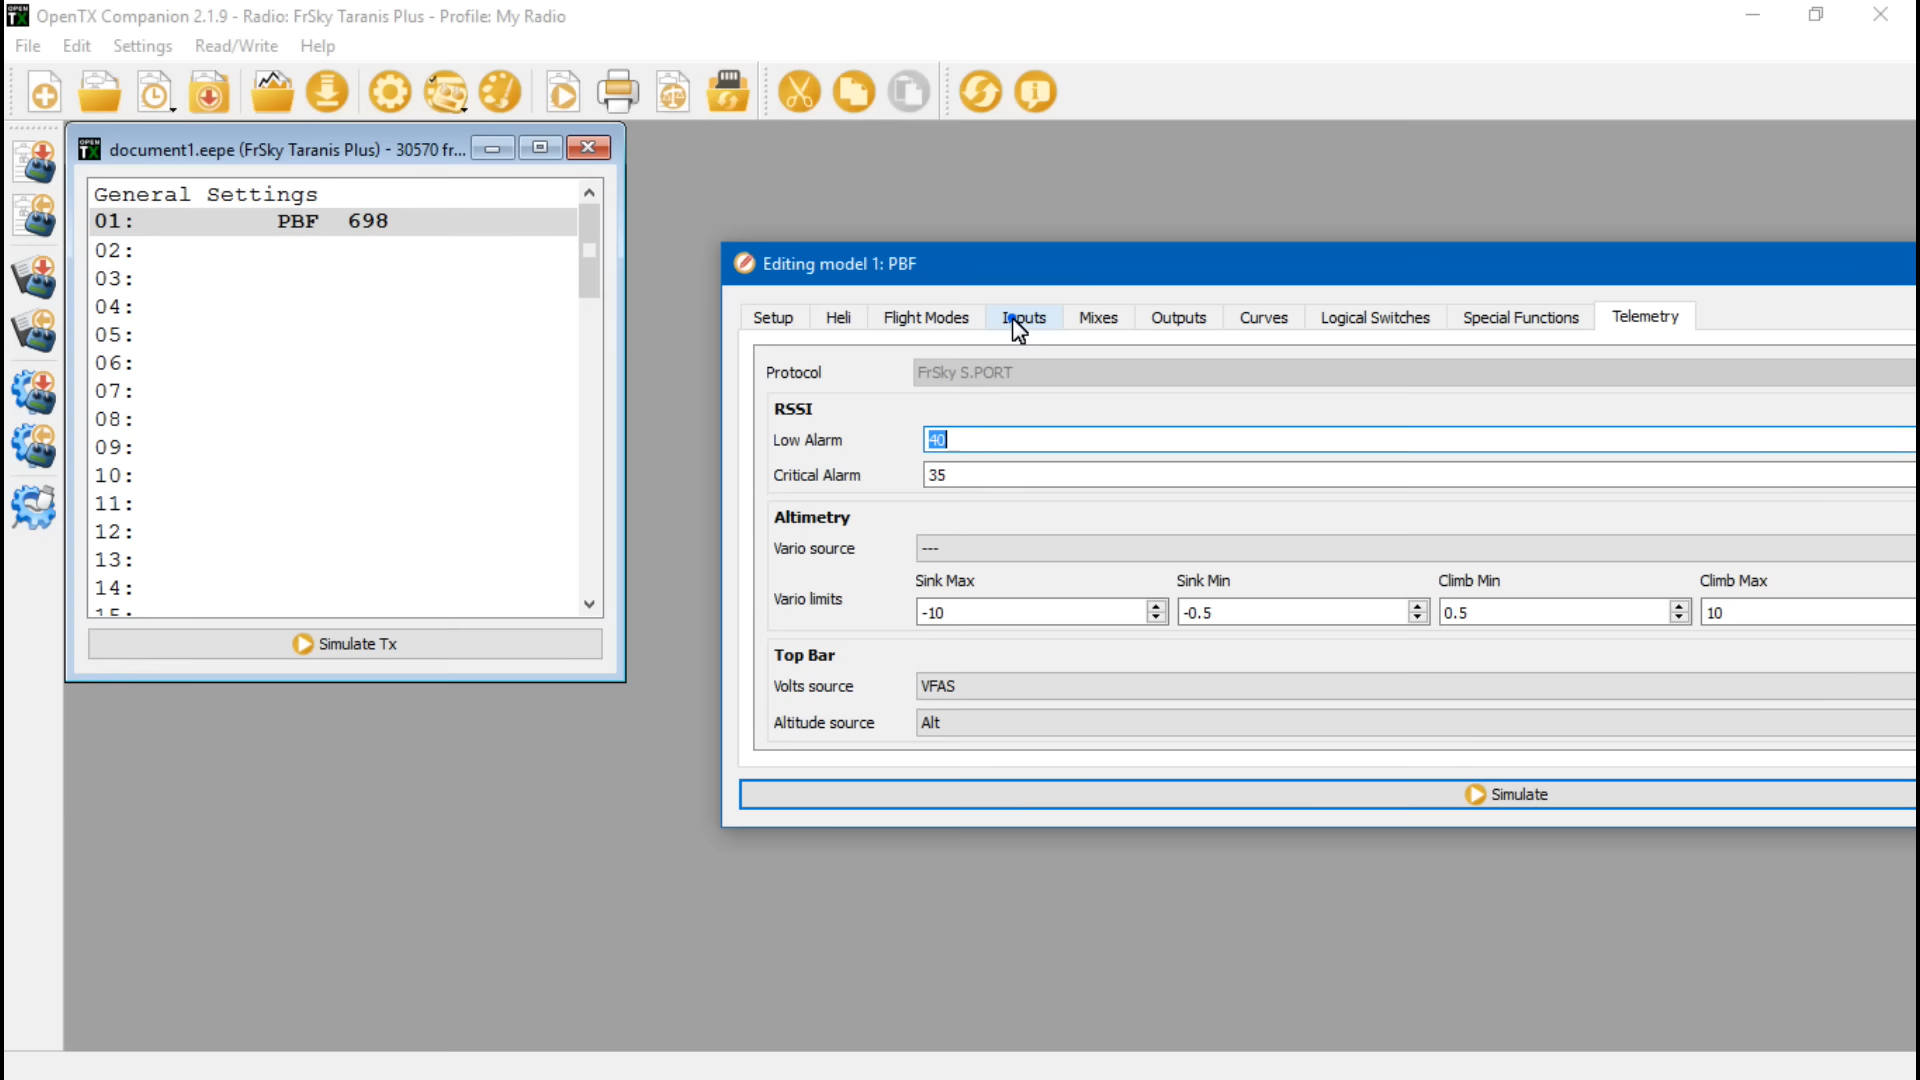 OpenTX Companion 2.1.9 - Radio: FrSky Taranis Plus - Profile: My Radio
File Edit Settings Read/Write Help
document1.eepe (FrSky Taranis Plus) - 30570 fr...
General Settings
01: PBF 698
02:
03:
04:
05:
06:
07:
08:
09:
10:
11:
12:
13:
14:
15:
Simulate Tx
Editing model 1: PBF
Setup Heli Flight Modes Inputs Mixes Outputs Curves Logical Switches Special Functions Telemetry
Protocol FrSky S.PORT
RSSI
Low Alarm 40
Critical Alarm 35
Altimetry
Vario source ---
Sink Max Sink Min Climb Min Climb Max
Vario limits -10 -0.5 0.5 10
Top Bar
Volts source VFAS
Altitude source Alt
Simulate